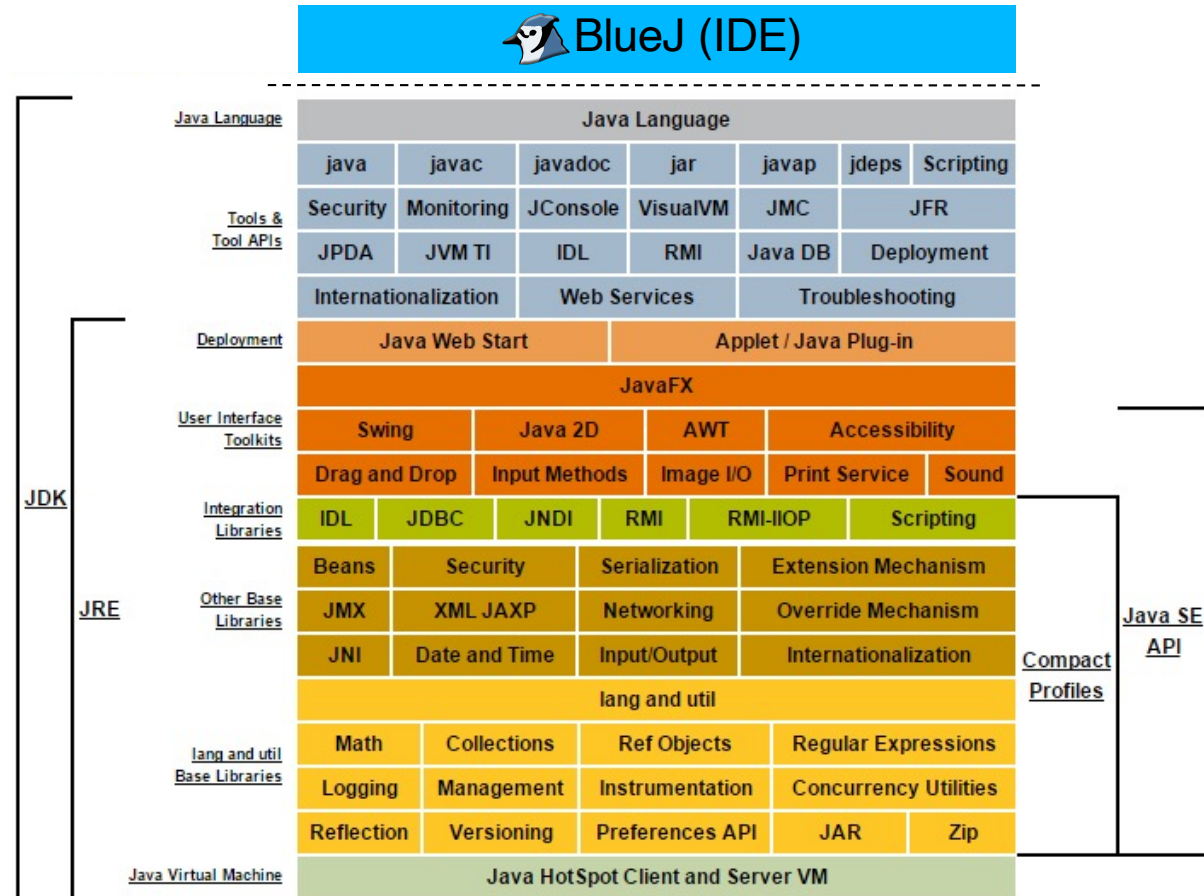 BlueJ (IDE)
Java Language
Java Language
java javac javadoc jar javap jdeps Scripting
Tools &
Tool APIs
Security Monitoring JConsole VisualVM JMC JFR
JPDA JVM TI IDL RMI Java DB Deployment
Internationalization Web Services Troubleshooting
Deployment
Java Web Start Applet / Java Plug-in
JavaFX
User Interface
Toolkits
Swing Java 2D AWT Accessibility
Drag and Drop Input Methods Image I/O Print Service Sound
JDK
Integration
Libraries
IDL JDBC JNDI RMI RMI-IIOP Scripting
Beans Security Serialization Extension Mechanism
JRE
Other Base
Libraries
JMX XML JAXP Networking Override Mechanism
Java SE
API
JNI Date and Time Input/Output Internationalization
Compact
Profiles
lang and util
lang and util
Base Libraries
Math Collections Ref Objects Regular Expressions
Logging Management Instrumentation Concurrency Utilities
Reflection Versioning Preferences API JAR Zip
Java Virtual Machine
Java HotSpot Client and Server VM